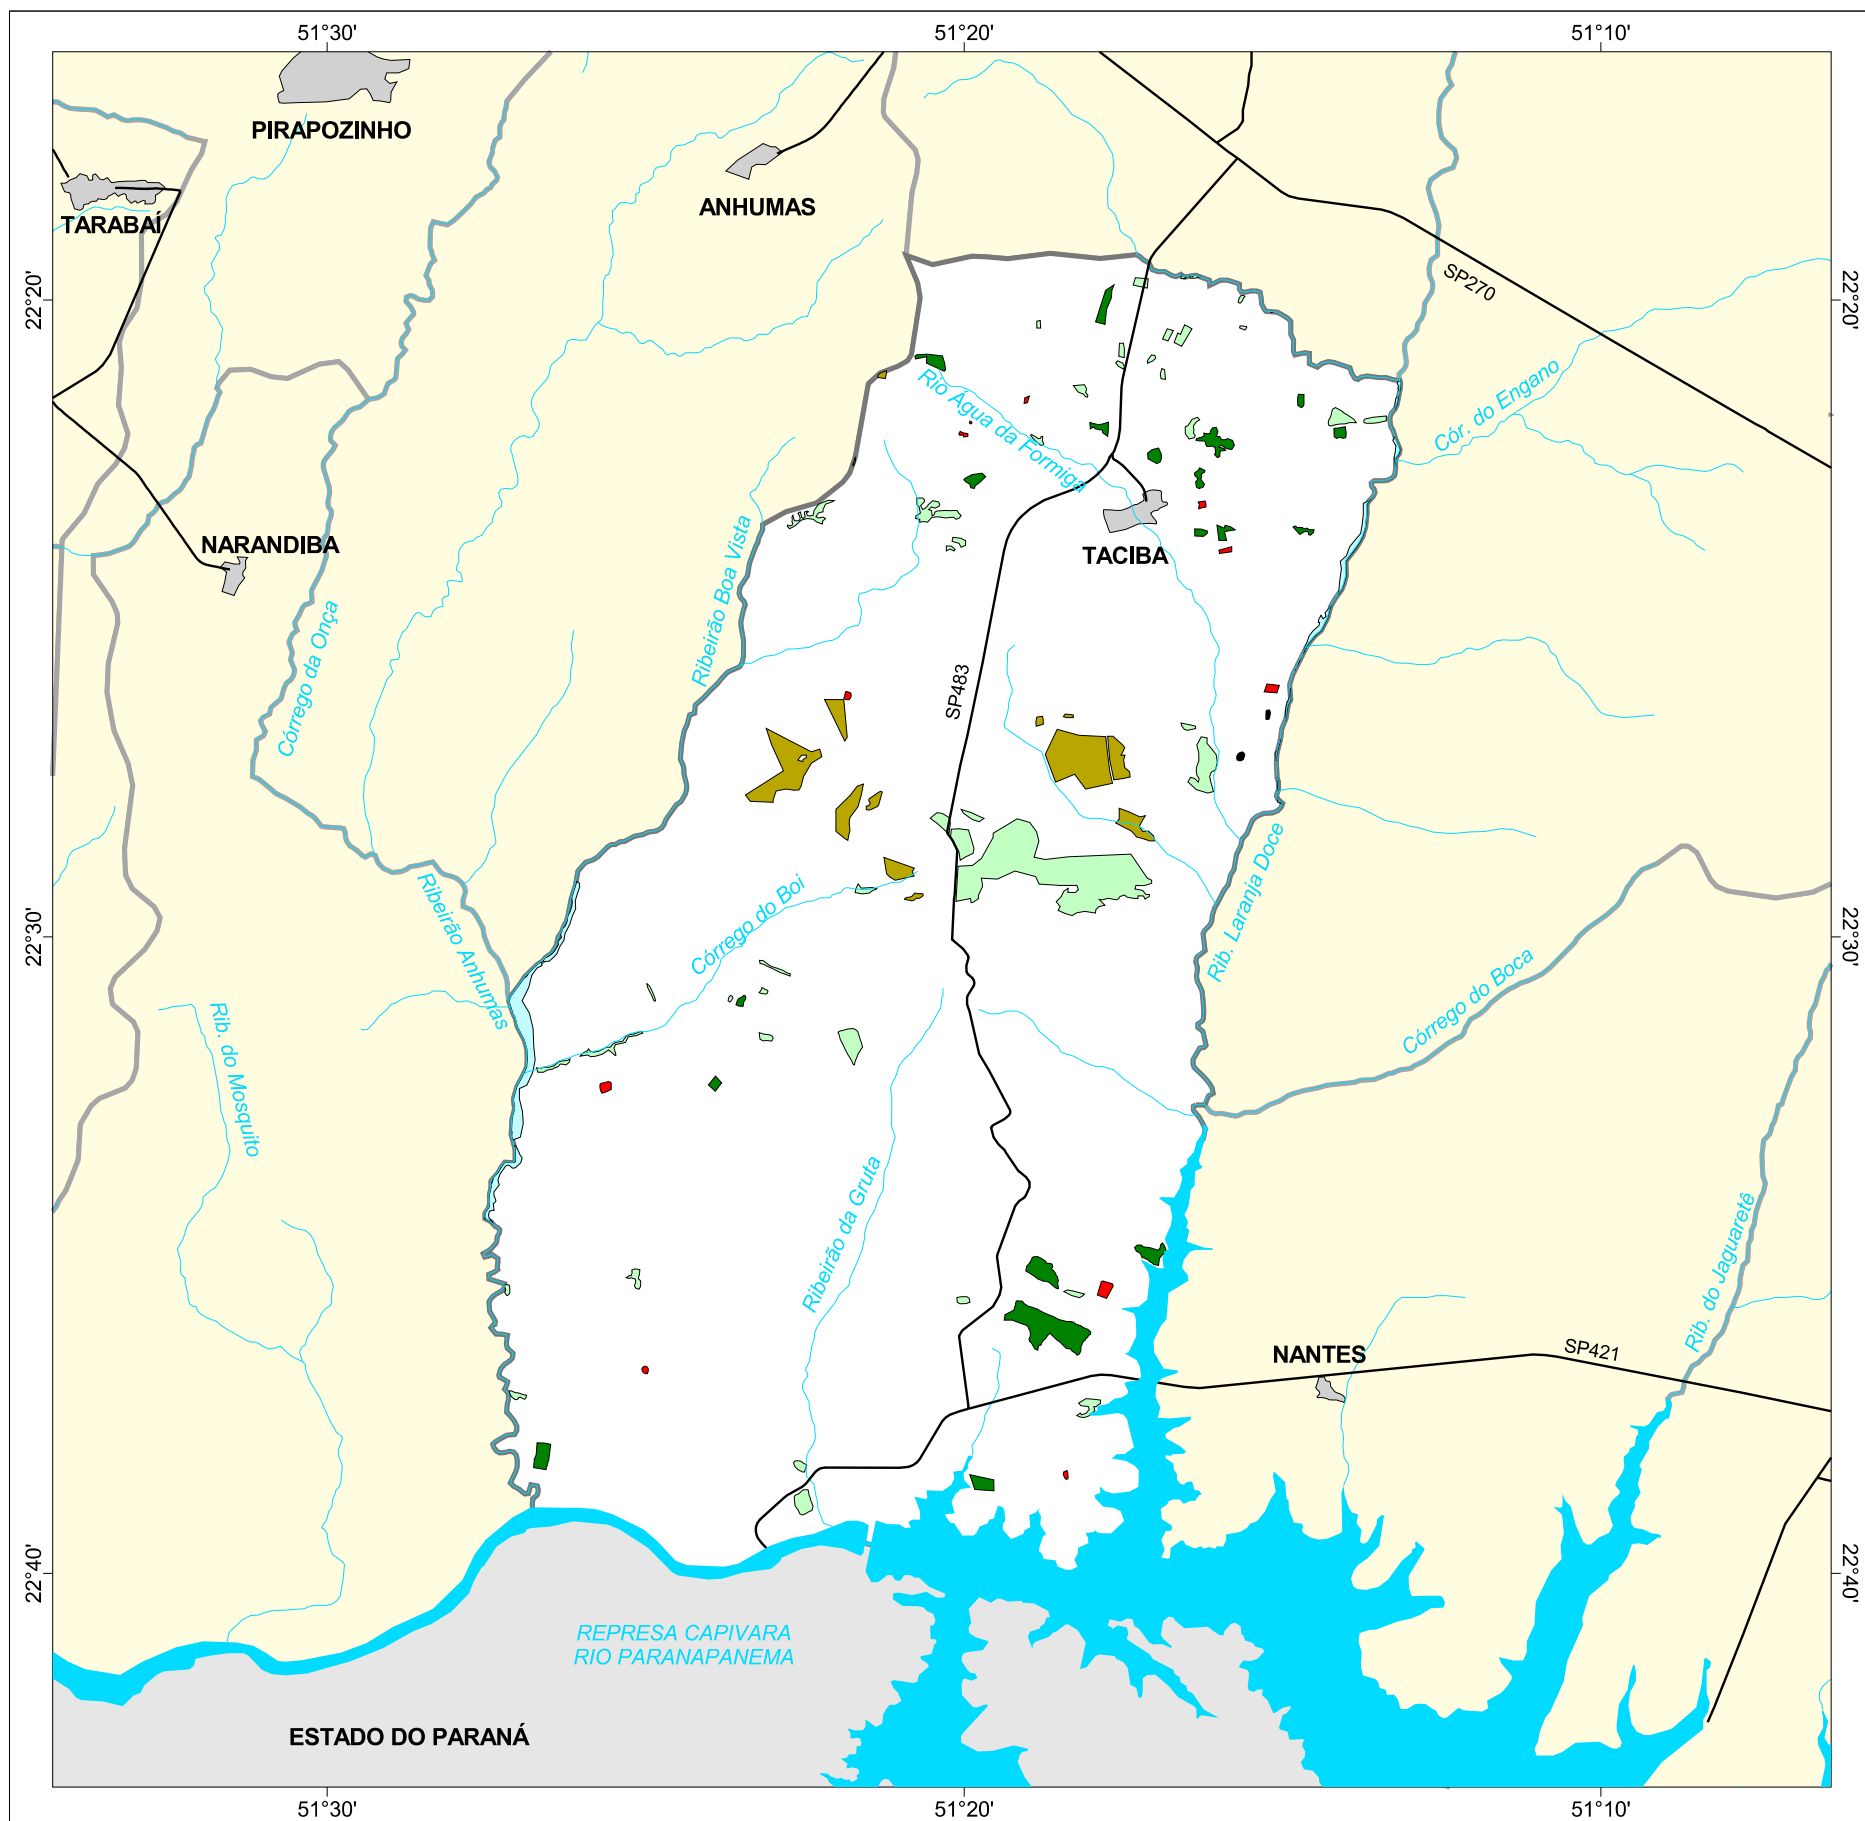 51°30'
51°20'
51°10'
PIRAPOZINHO
TARABAÍ
ANHUMAS
22°20'
SP270
22°20'
Rio Água da Formiga
Cór. do Engano
NARANDIBA
TACIBA
Ribeirão Boa Vista
Córrego da Onça
SP483
Ribeirão Anhumas
Córrego do Boi
Rib. Laranja Doce
22°30'
22°30'
Rib. do Mosquito
Córrego do Boca
Ribeirão da Gruta
Rib. do Jaguaretê
NANTES
SP421
22°40'
22°40'
REPRESA CAPIVARA
RIO PARANAPANEMA
ESTADO DO PARANÁ
51°30'
51°20'
51°10'